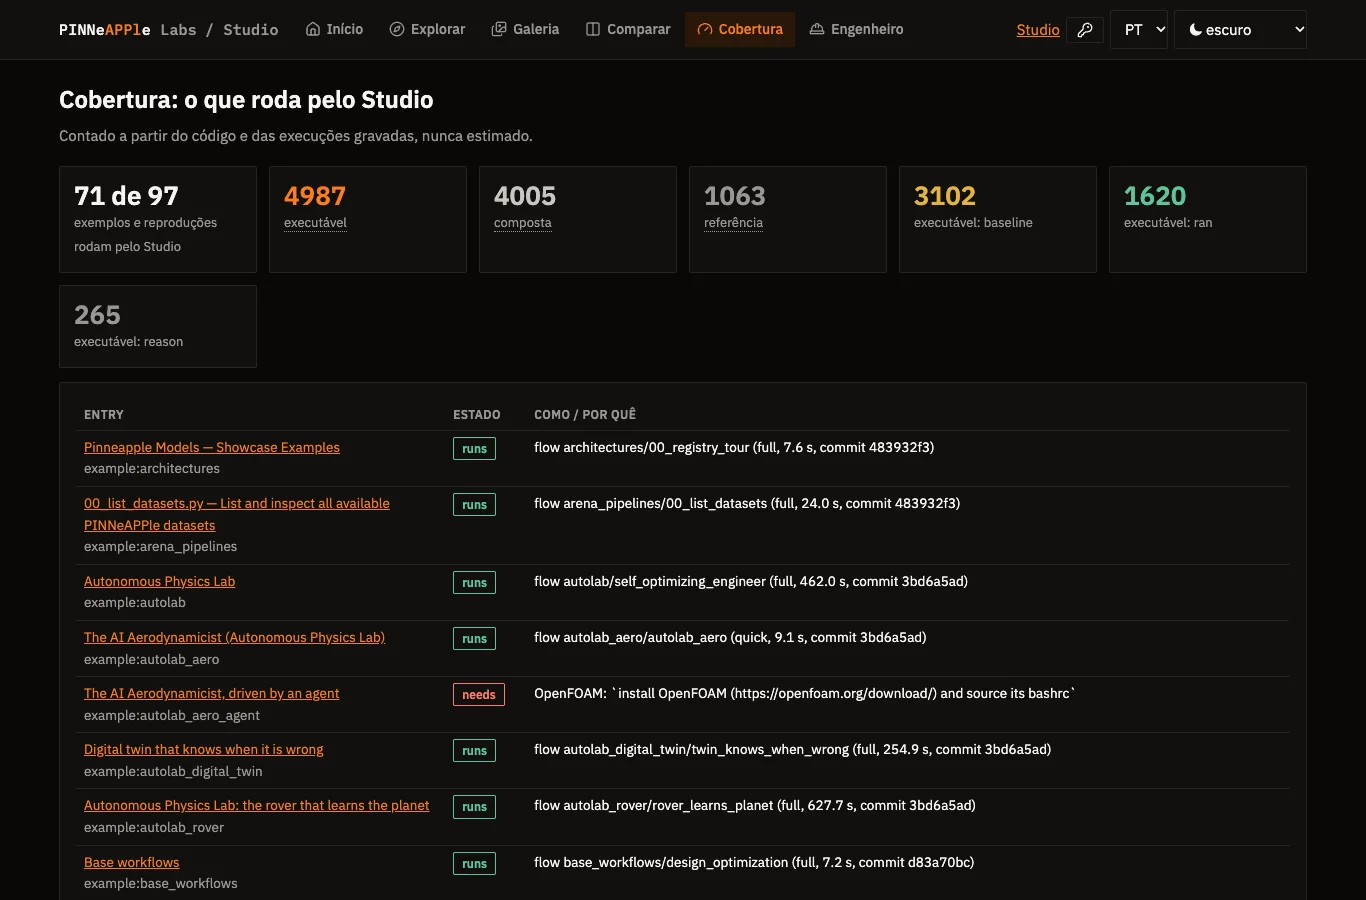 PINNeAPPle Labs / Studio Início Explorar Galeria Comparar Cobertura Engenheiro Studio PT escuro
Cobertura: o que roda pelo Studio
Contado a partir do código e das execuções gravadas, nunca estimado.
71 de 97
exemplos e reproduções
rodam pelo Studio
4987
executável
4005
composta
1063
referência
3102
executável: baseline
1620
executável: ran
265
executável: reason
ENTRY ESTADO COMO / POR QUÊ
Pinneapple Models — Showcase Examples runs flow architectures/00_registry_tour (full, 7.6 s, commit 483932f3)
example:architectures
00_list_datasets.py — List and inspect all available runs flow arena_pipelines/00_list_datasets (full, 24.0 s, commit 483932f3)
PINNeAPPle datasets
example:arena_pipelines
Autonomous Physics Lab runs flow autolab/self_optimizing_engineer (full, 462.0 s, commit 3bd6a5ad)
example:autolab
The AI Aerodynamicist (Autonomous Physics Lab) runs flow autolab_aero/autolab_aero (quick, 9.1 s, commit 3bd6a5ad)
example:autolab_aero
The AI Aerodynamicist, driven by an agent needs OpenFOAM: `install OpenFOAM (https://openfoam.org/download/) and source its bashrc`
example:autolab_aero_agent
Digital twin that knows when it is wrong runs flow autolab_digital_twin/twin_knows_when_wrong (full, 254.9 s, commit 3bd6a5ad)
example:autolab_digital_twin
Autonomous Physics Lab: the rover that learns the planet runs flow autolab_rover/rover_learns_planet (full, 627.7 s, commit 3bd6a5ad)
example:autolab_rover
Base workflows runs flow base_workflows/design_optimization (full, 7.2 s, commit d83a70bc)
example:base_workflows